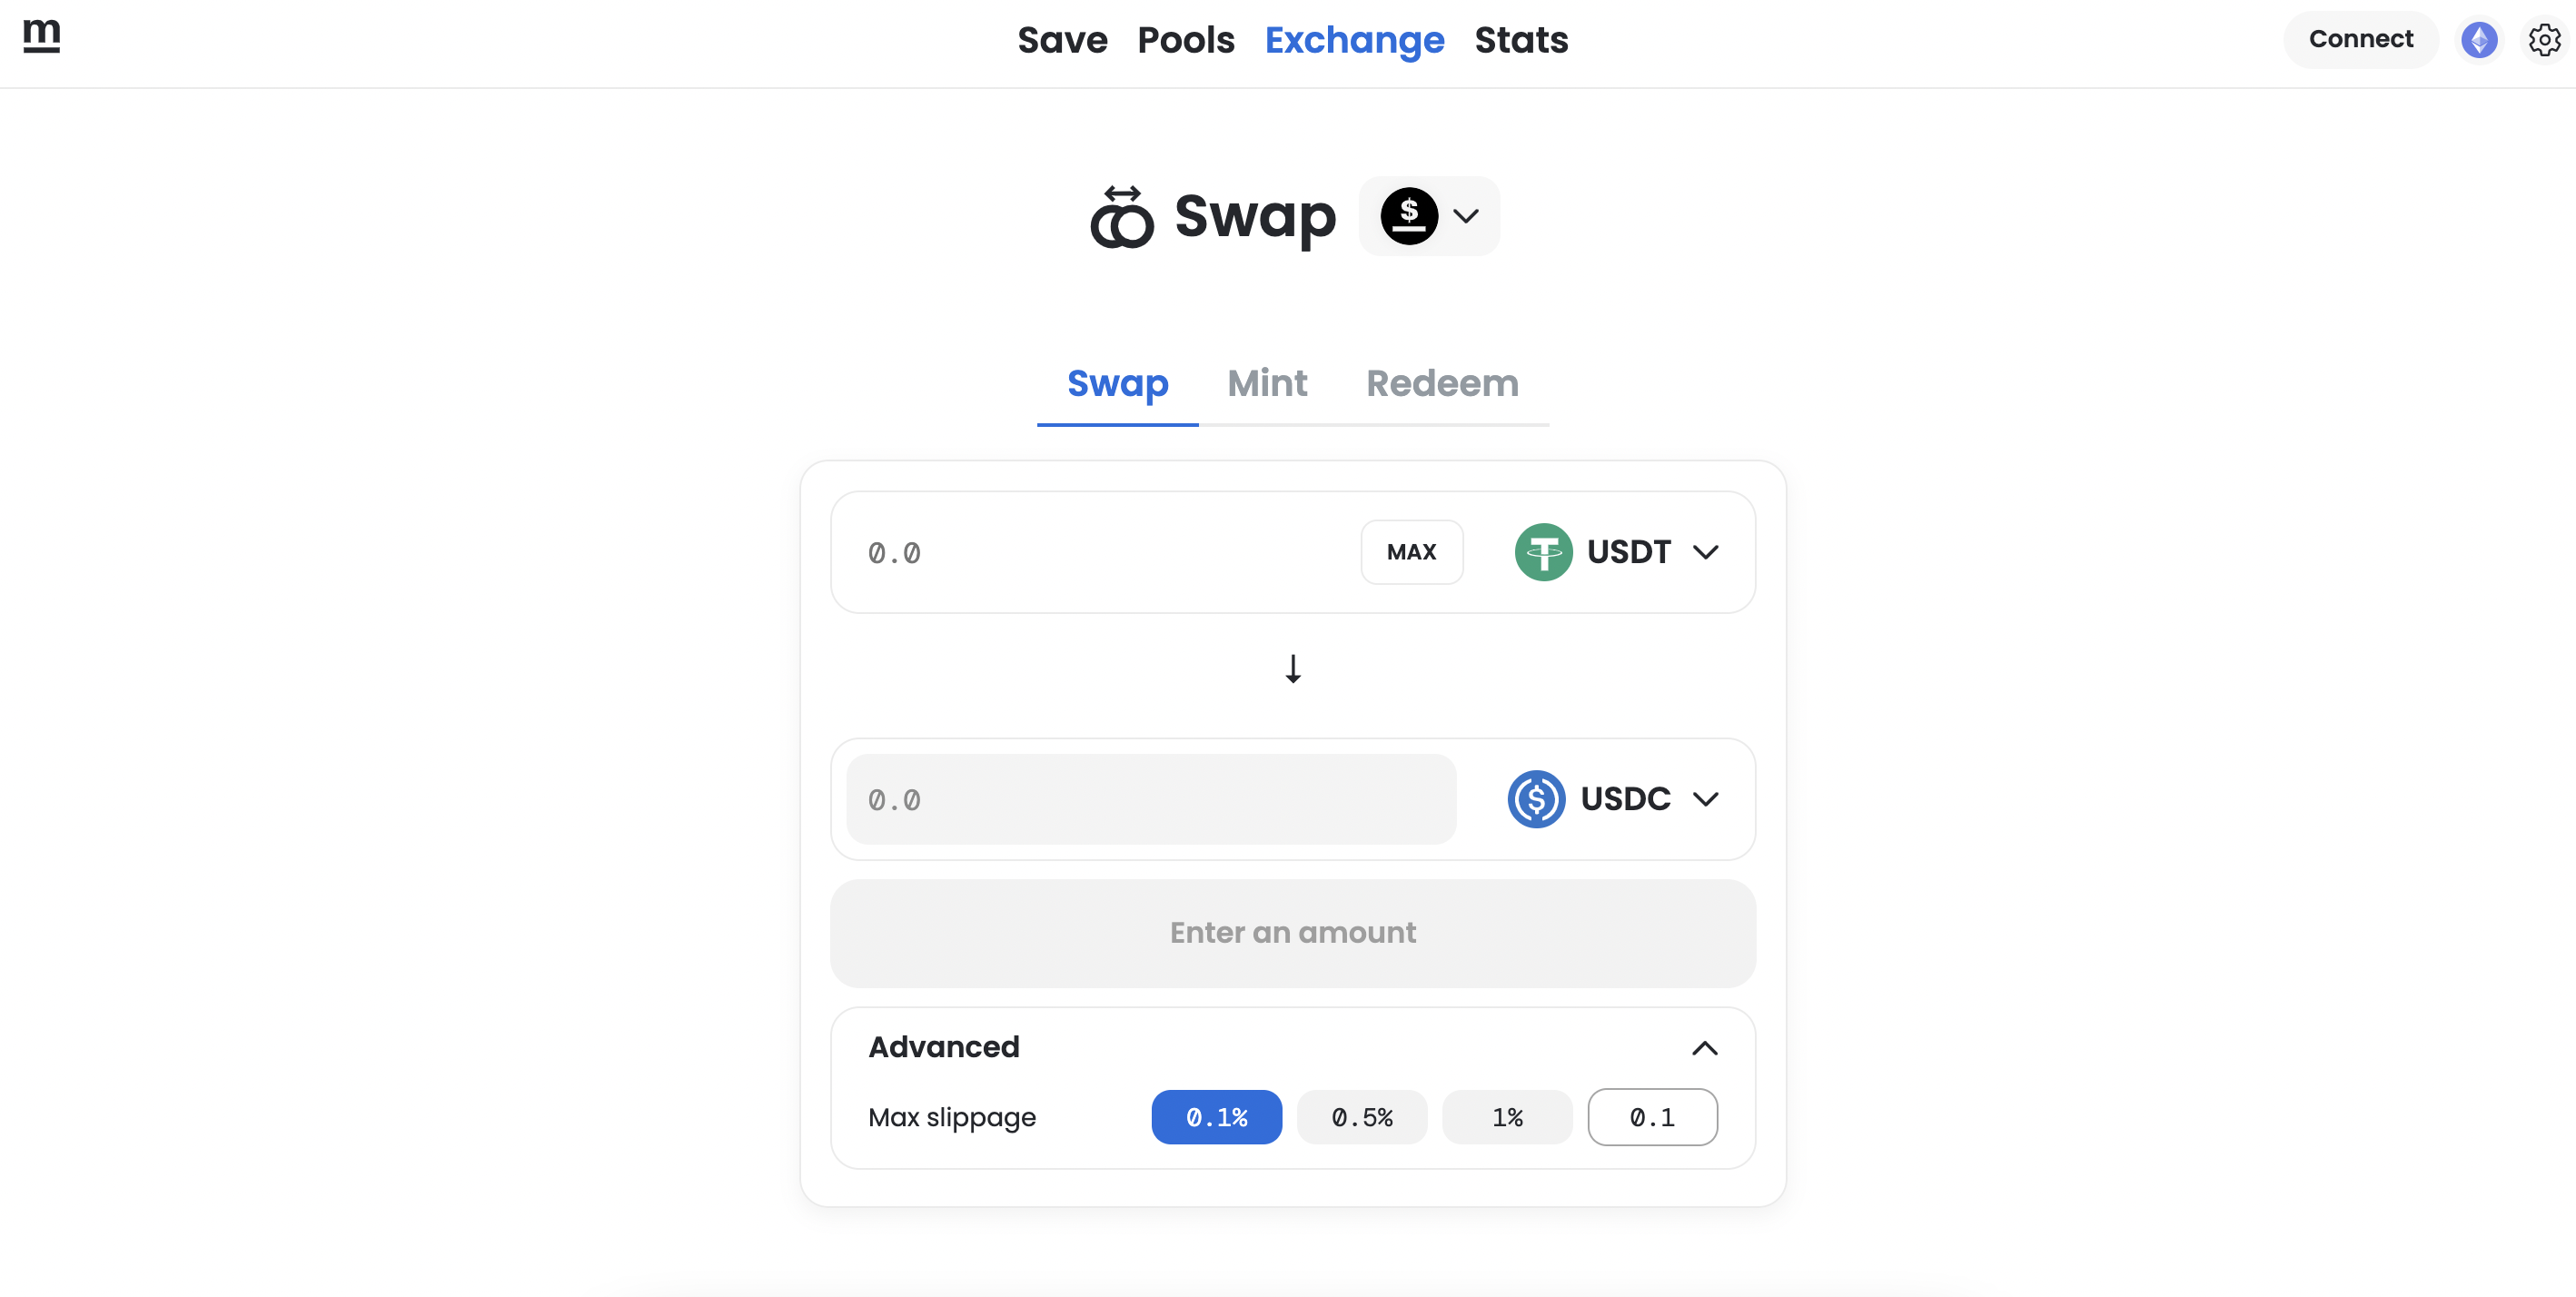 m
Save Pools Exchange Stats
Connect
Swap
Swap Mint Redeem
0.0 MAX USDT
0.0 USDC
Enter an amount
Advanced
Max slippage 0.1% 0.5% 1% 0.1